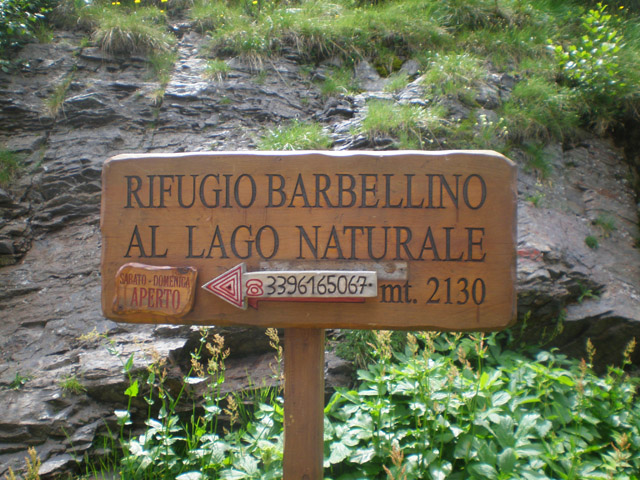 RIFUGIO BARBELLINO
AL LAGO NATURALE
SABATO - DOMENICA
APERTO
3396165067
mt. 2130